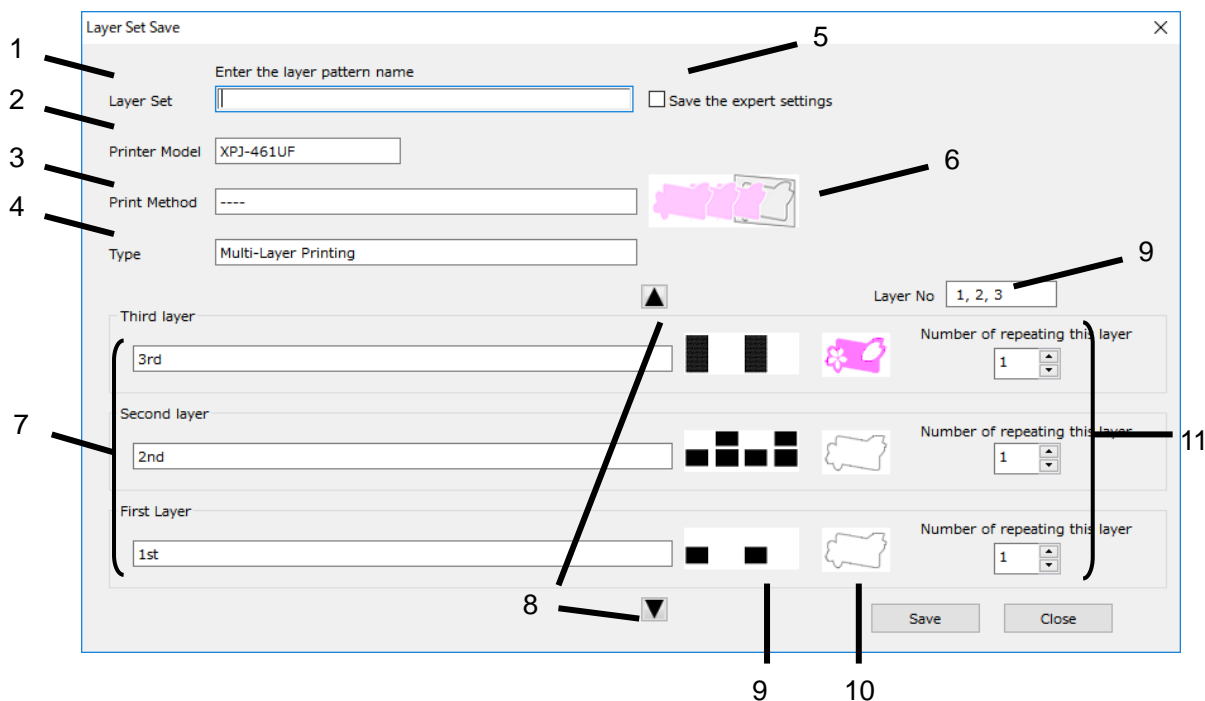 Layer Set Save
1
5
Enter the layer pattern name
Layer Set
Save the expert settings
2
Printer Model XPJ-461UF
3
6
Print Method ----
4
Type Multi-Layer Printing
9
Layer No 1, 2, 3
Third layer
Number of repeating this layer
3rd
1
7
Second layer
Number of repeating this layer
2nd
1
11
First Layer
Number of repeating this layer
1st
1
8
Save Close
9 10